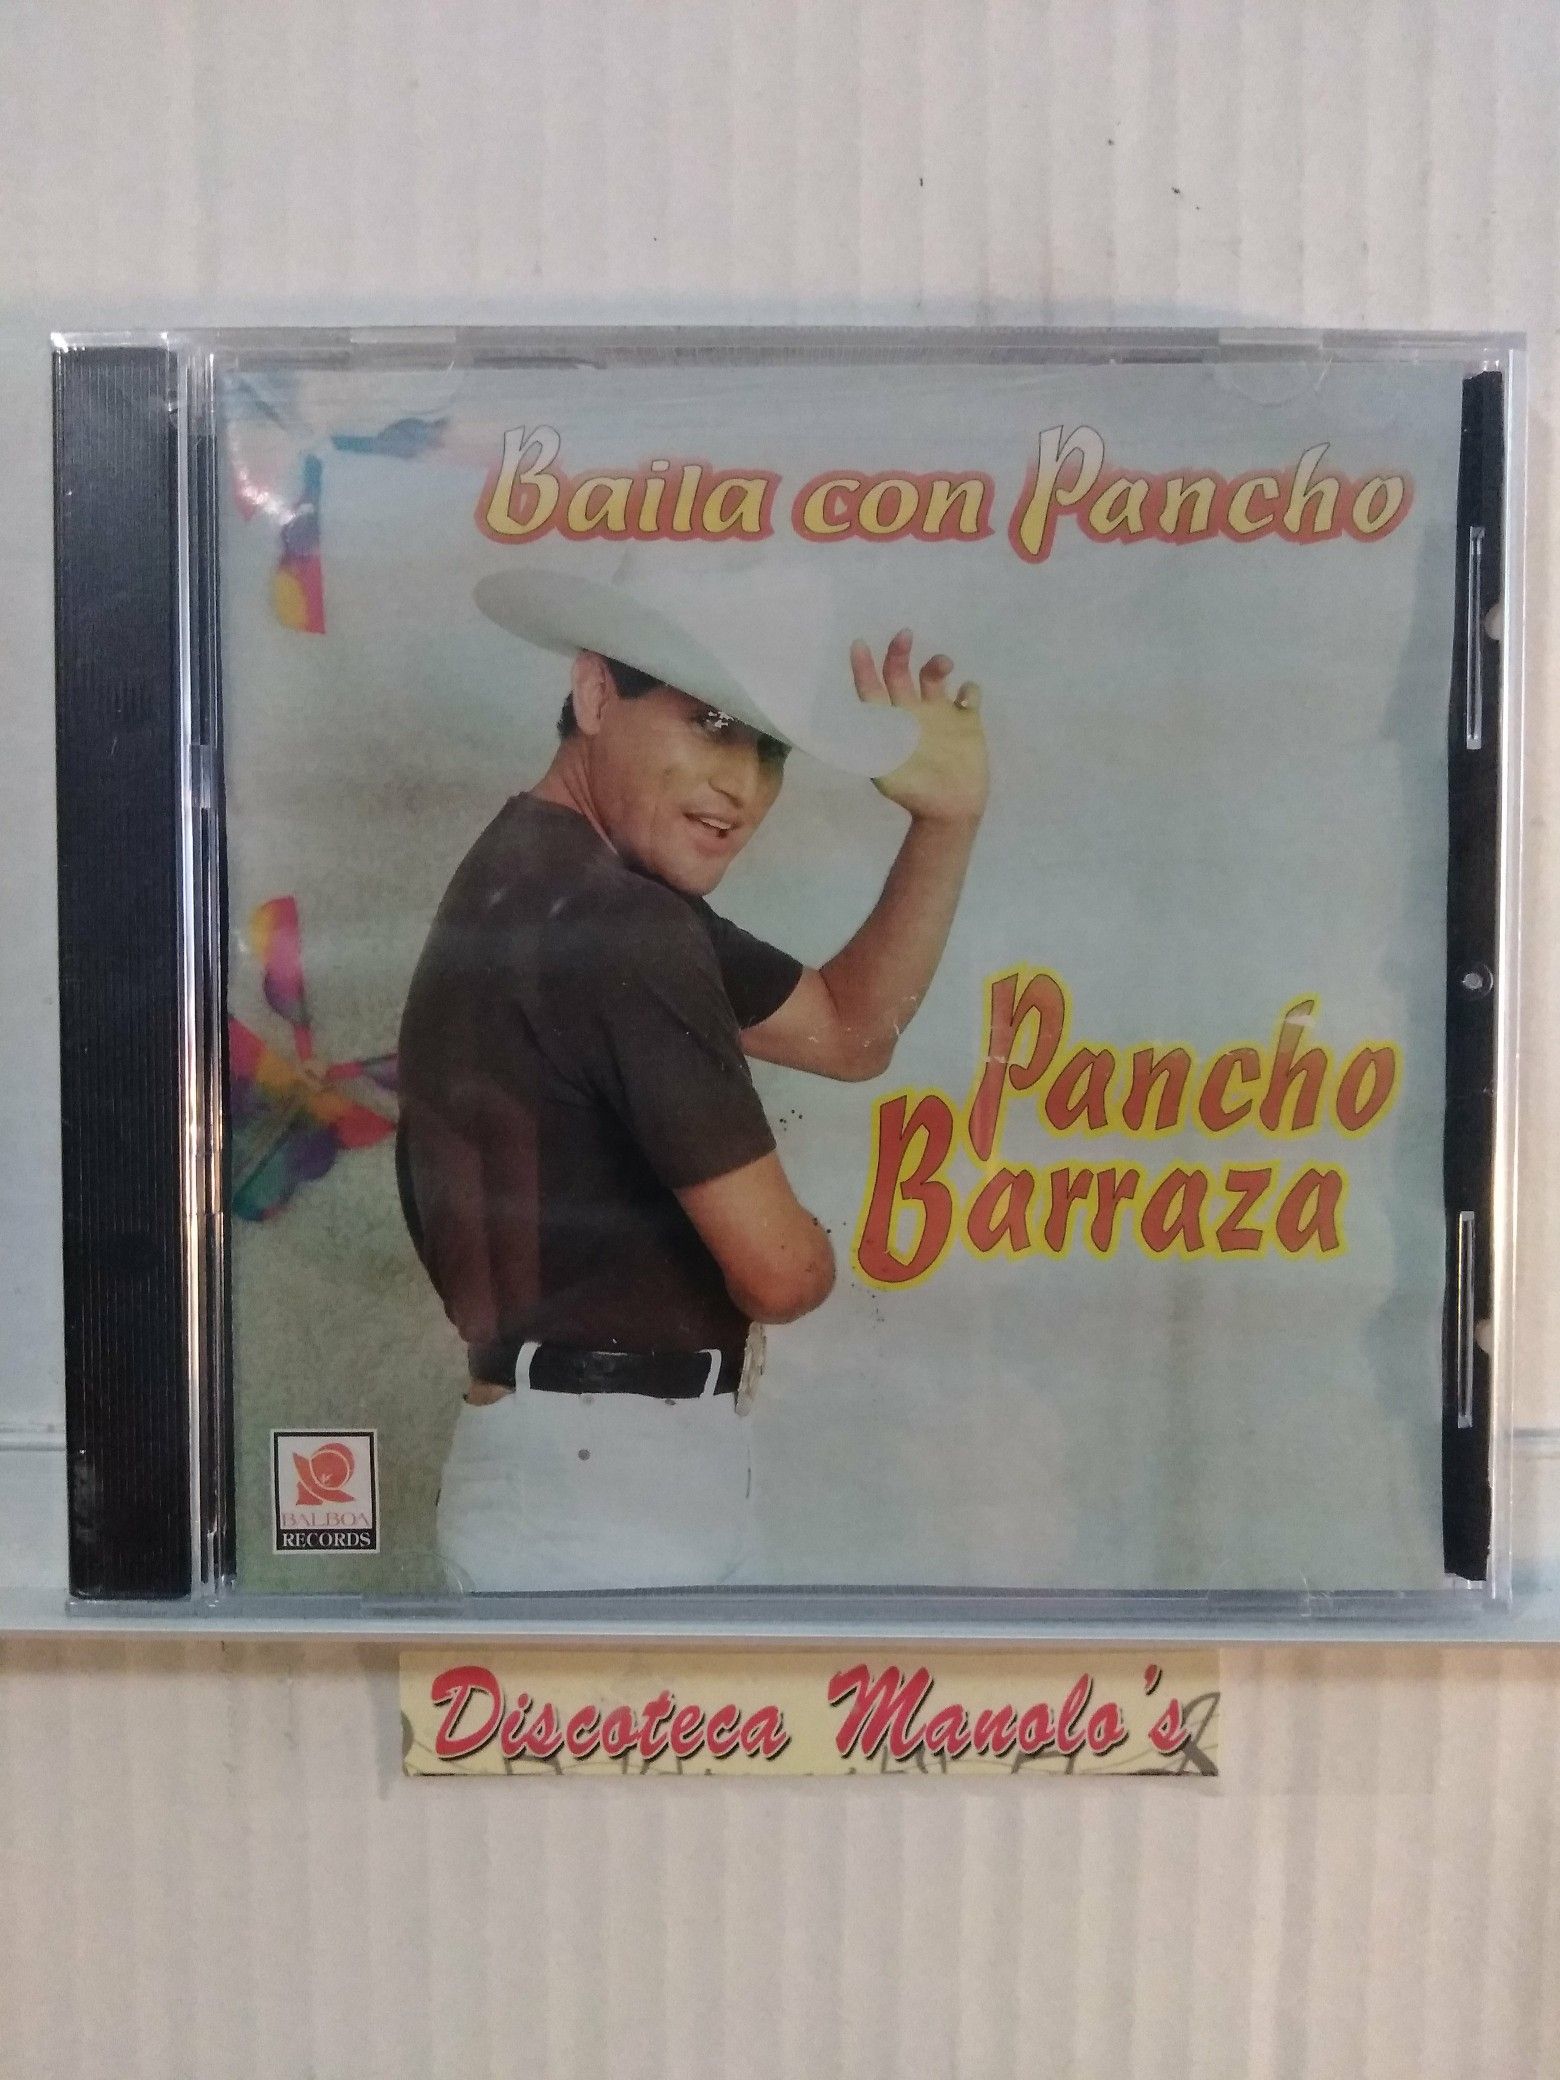 Baila con Pancho
Pancho
Barraza
BALBOA
RECORDS
Discoteca Manolo's